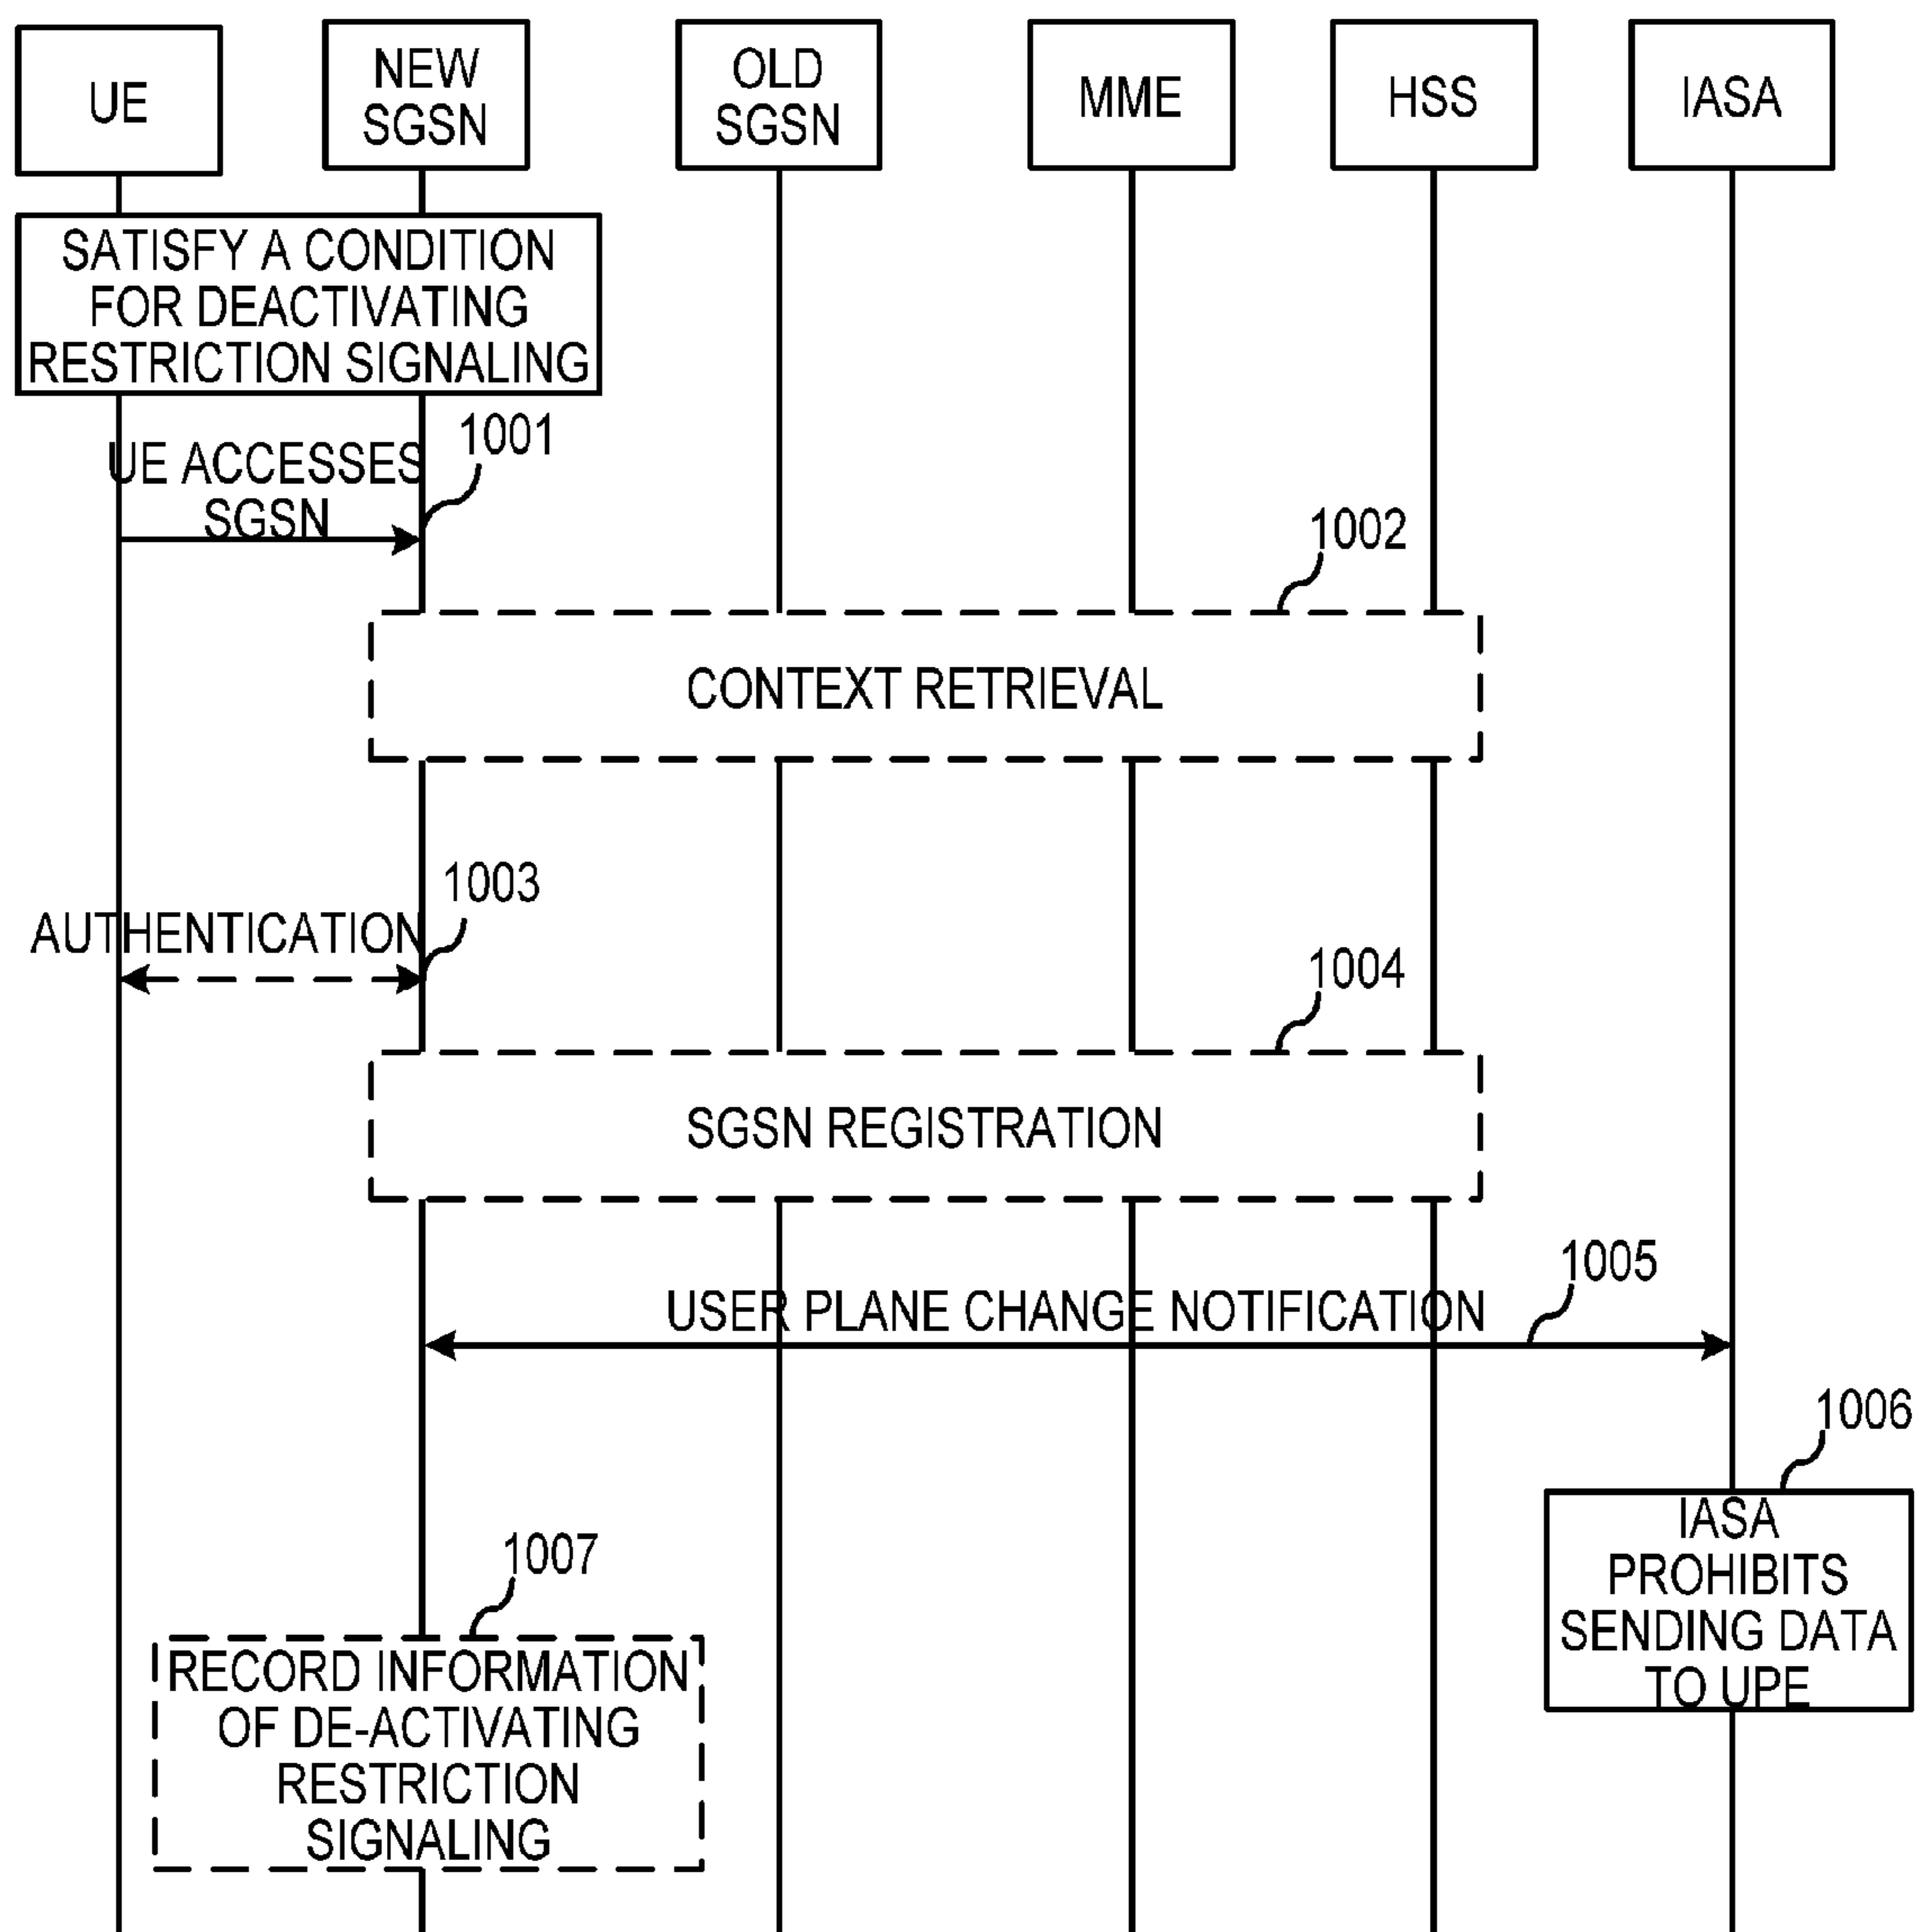 UE
NEW
SGSN
OLD
SGSN
MME
HSS
IASA
SATISFY A CONDITION
FOR DEACTIVATING
RESTRICTION SIGNALING
1001
UE ACCESSES
SGSN
1002
CONTEXT RETRIEVAL
1003
AUTHENTICATION
1004
SGSN REGISTRATION
1005
USER PLANE CHANGE NOTIFICATION
1006
IASA
PROHIBITS
SENDING DATA
TO UPE
1007
RECORD INFORMATION
OF DE-ACTIVATING
RESTRICTION
SIGNALING